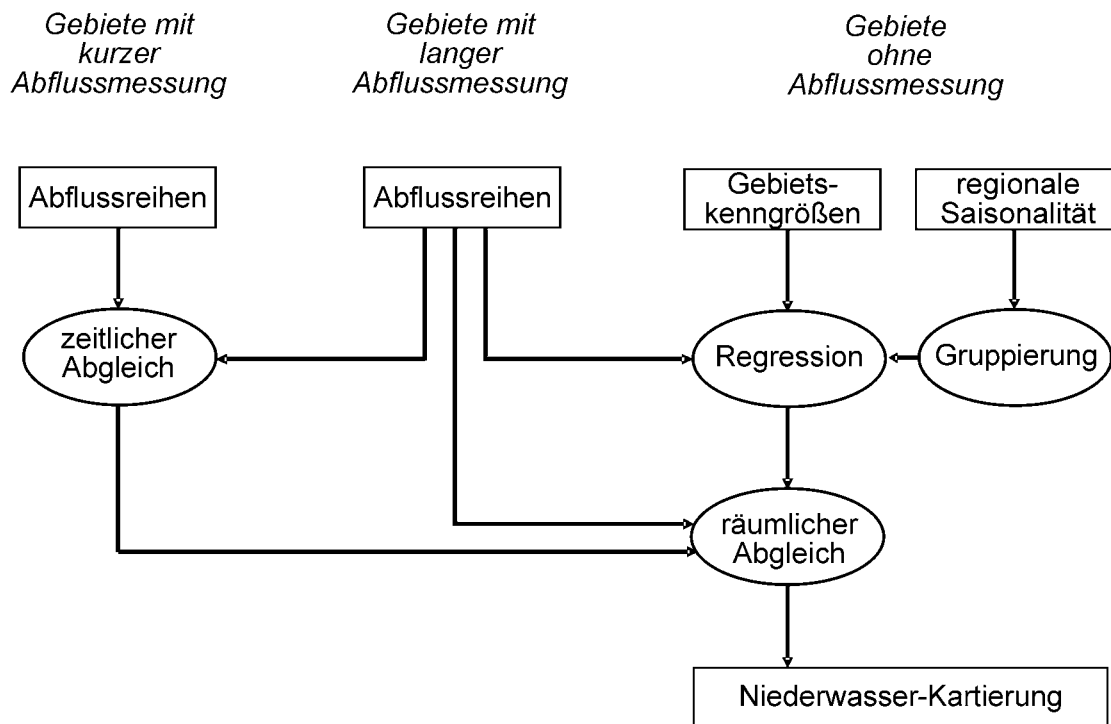 Gebiete mit
kurzer
Abflussmessung
Gebiete mit
langer
Abflussmessung
Gebiete
ohne
Abflussmessung
Abflussreihen
Abflussreihen
Gebiets-
kenngrößen
regionale
Saisonalität
zeitlicher
Abgleich
Regression
Gruppierung
räumlicher
Abgleich
Niederwasser-Kartierung